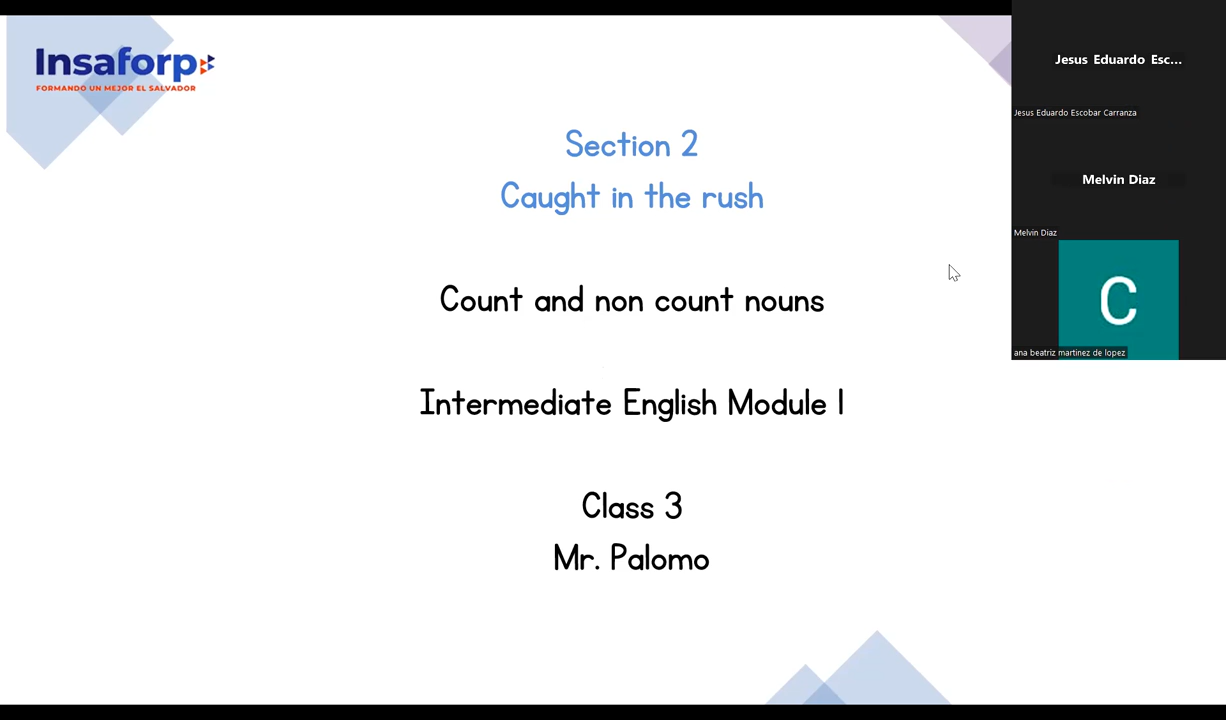 Insaforp
FORMANDO UN MEJOR EL SALVADOR
Section 2
Caught in the rush
Count and non count nouns
Intermediate English Module I
Class 3
Mr. Palomo
Jesus Eduardo Esc...
Jesus Eduardo Escobar Carranza
Melvin Diaz
Melvin Diaz
C
ana beatriz martinez de lopez